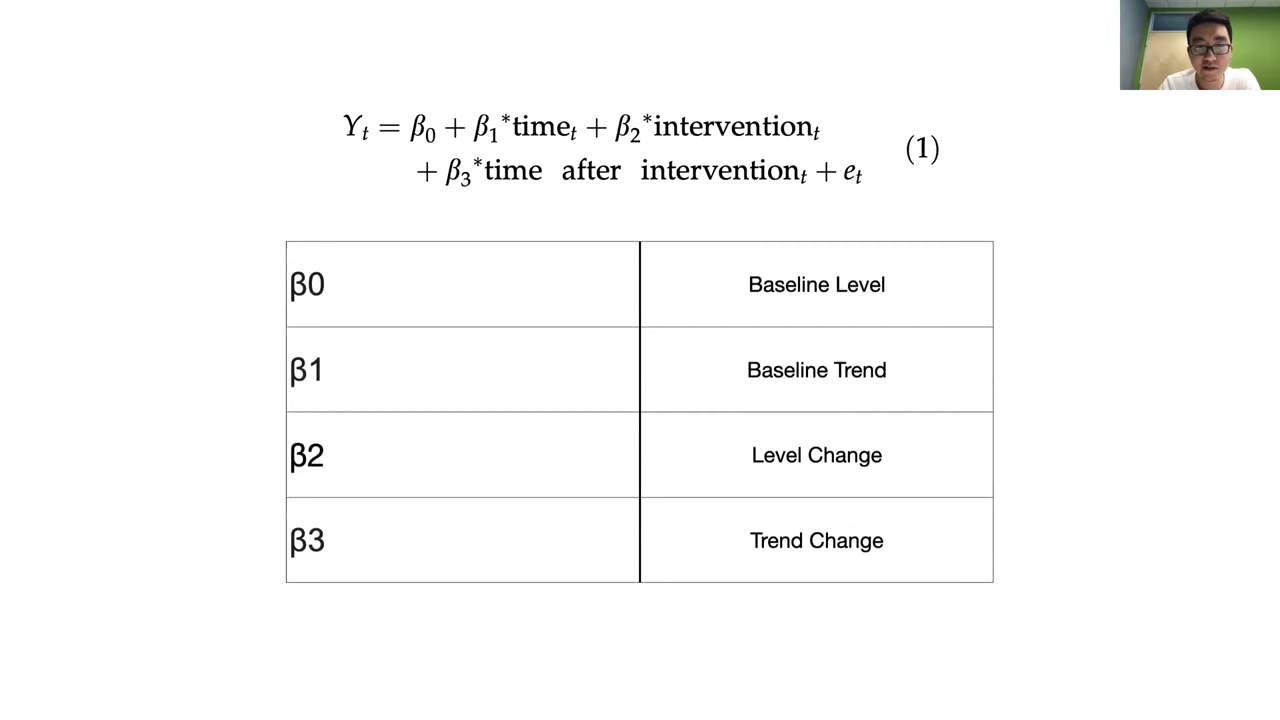 Yₜ = β₀ + β₁*timeₜ + β₂*interventionₜ
+ β₃*time after interventionₜ + eₜ
(1)
β0 Baseline Level
β1 Baseline Trend
β2 Level Change
β3 Trend Change